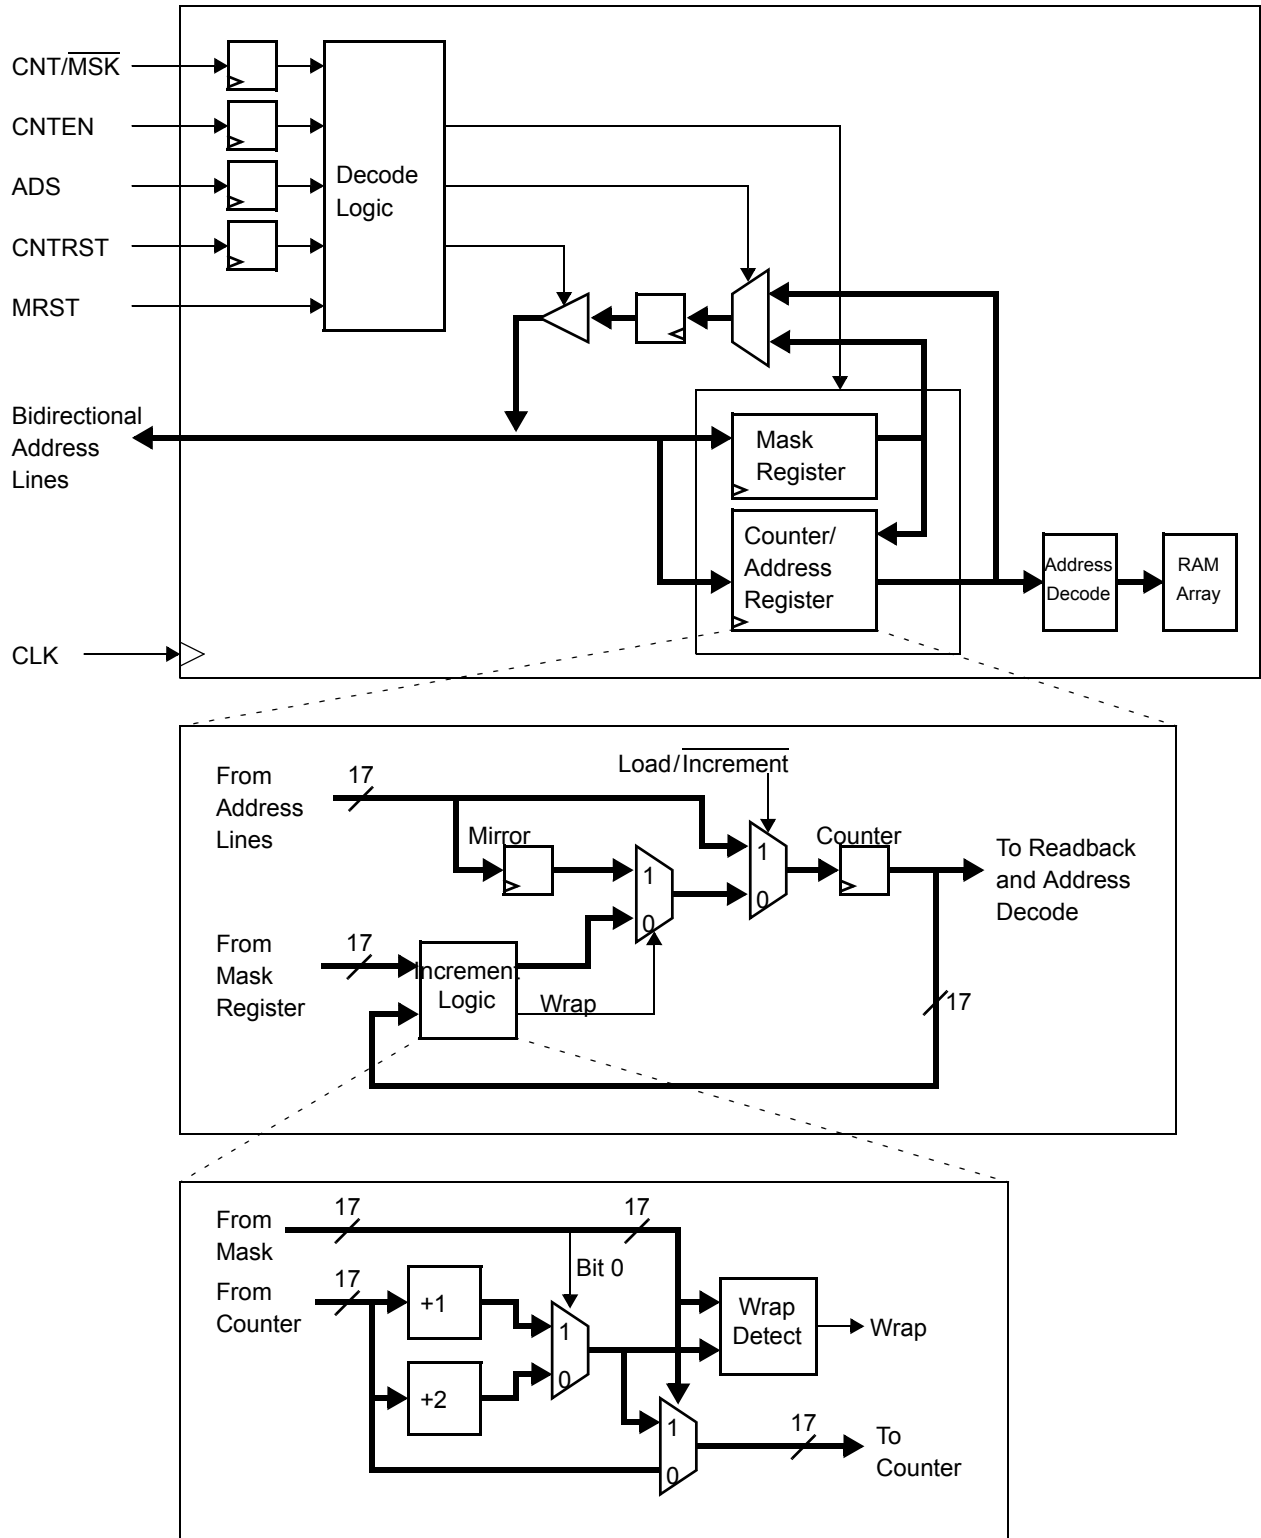 CNT/MSK
CNTEN
ADS
CNTRST
MRST
Decode
Logic
Bidirectional
Address
Lines
Mask
Register
Counter/
Address
Register
Address
Decode
RAM
Array
CLK
From
Address
Lines
17
Load/Increment
Mirror
1
0
1
0
Counter
To Readback
and Address
Decode
From
Mask
Register
17
Increment
Logic
Wrap
17
From
Mask
17
17
Bit 0
From
Counter
17
+1
+2
1
0
Wrap
Detect
Wrap
1
0
17
To
Counter